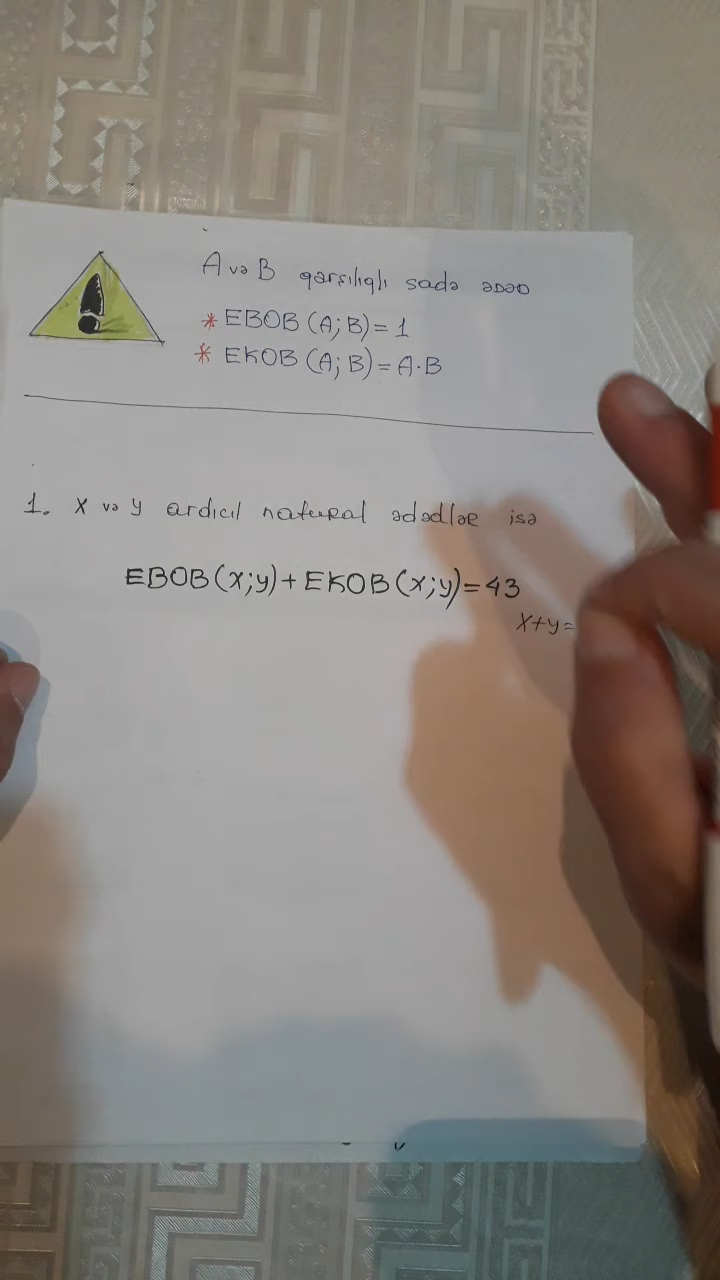 A və B qarşılıqlı sadə ədəd
* EBOB (A; B) = 1
* EKOB (A; B) = A·B
1. x və y ardıcıl natural ədədlər isə
EBOB(x;y) + EKOB(x;y) = 43
x+y=